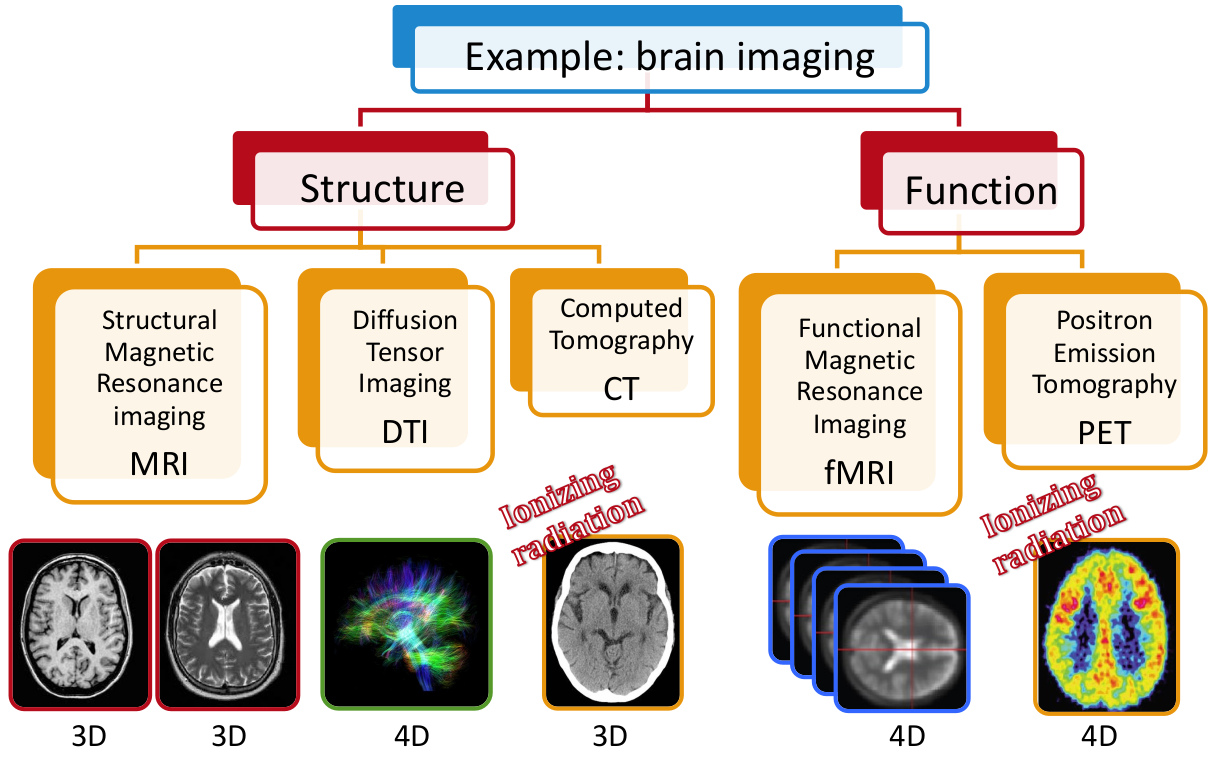 Example: brain imaging
Structure
Function
Structural
Magnetic
Resonance
imaging
MRI
Diffusion
Tensor
Imaging
DTI
Computed
Tomography
CT
Functional
Magnetic
Resonance
Imaging
fMRI
Positron
Emission
Tomography
PET
Ionizing
radiation
Ionizing
radiation
3D
3D
4D
3D
4D
4D